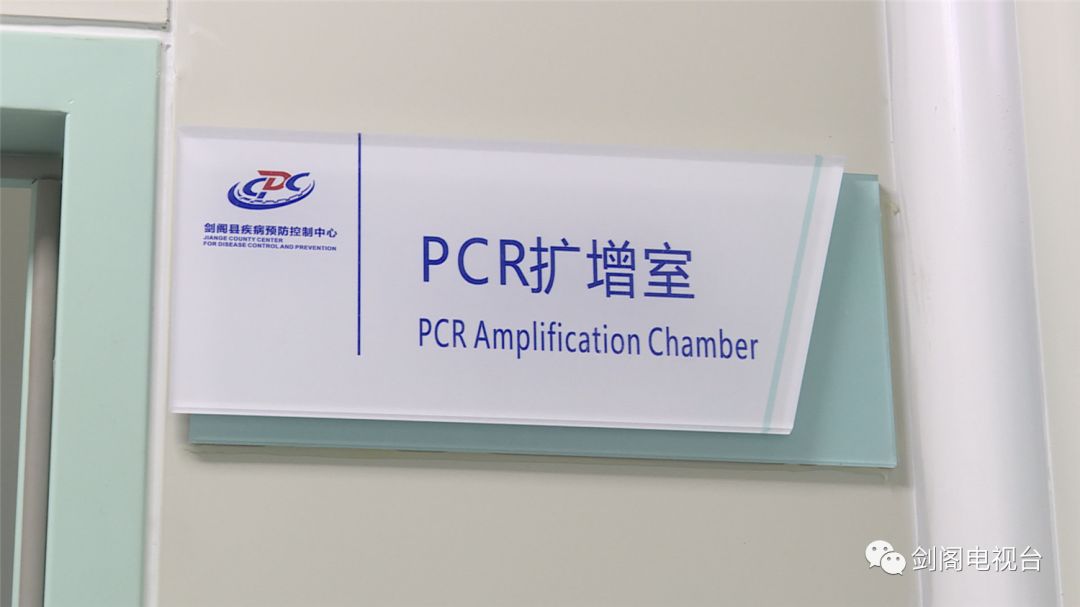 CDC
剑阁县疾病预防控制中心
JIANGE COUNTY CENTER
FOR DISEASE CONTROL AND PREVENTION
PCR扩增室
PCR Amplification Chamber
剑阁电视台